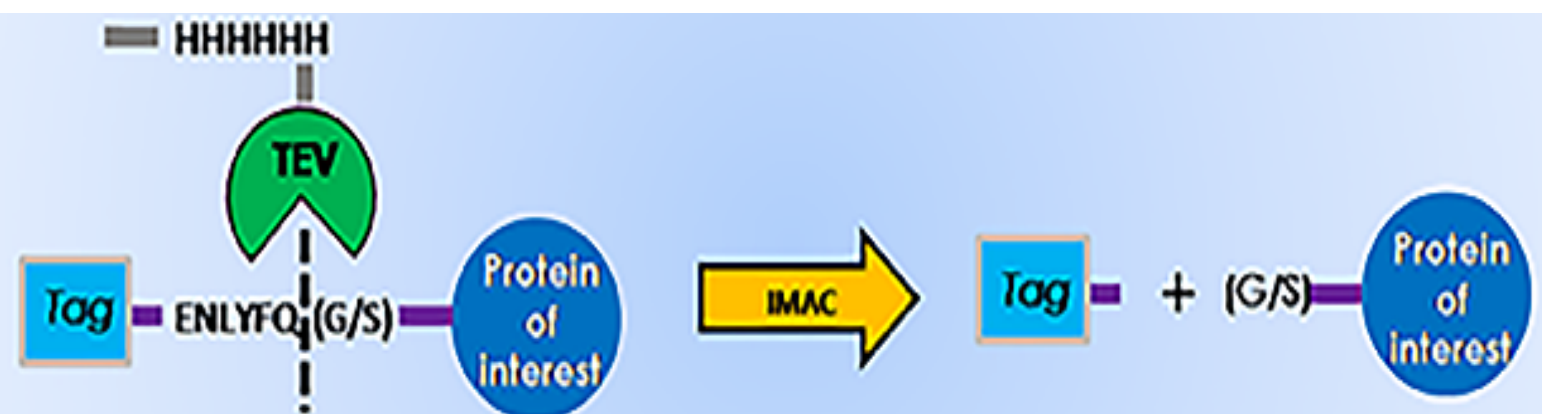 HHHHHH
TEV
Tag ENLYFQ (G/S) Protein of interest
IMAC
Tag + (G/S) Protein of interest